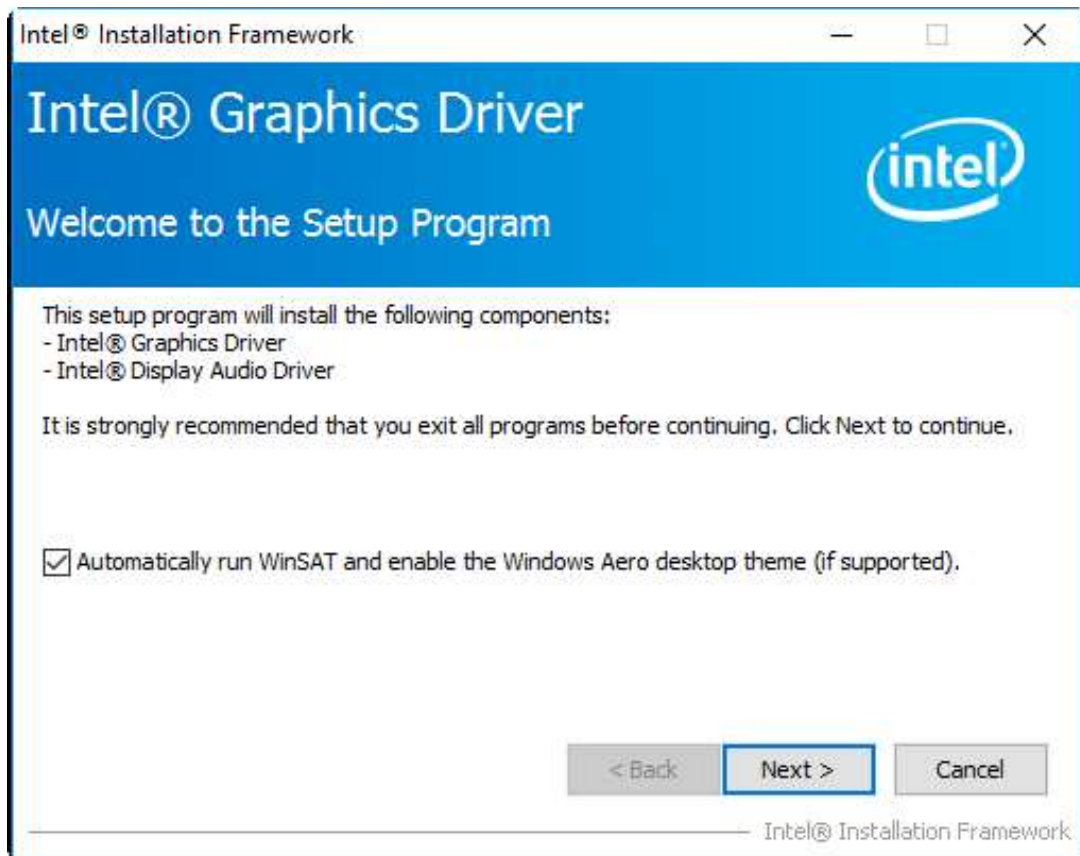 Intel® Installation Framework
Intel® Graphics Driver
intel
Welcome to the Setup Program
This setup program will install the following components:
- Intel® Graphics Driver
- Intel® Display Audio Driver
It is strongly recommended that you exit all programs before continuing. Click Next to continue.
Automatically run WinSAT and enable the Windows Aero desktop theme (if supported).
< Back Next > Cancel
Intel® Installation Framework